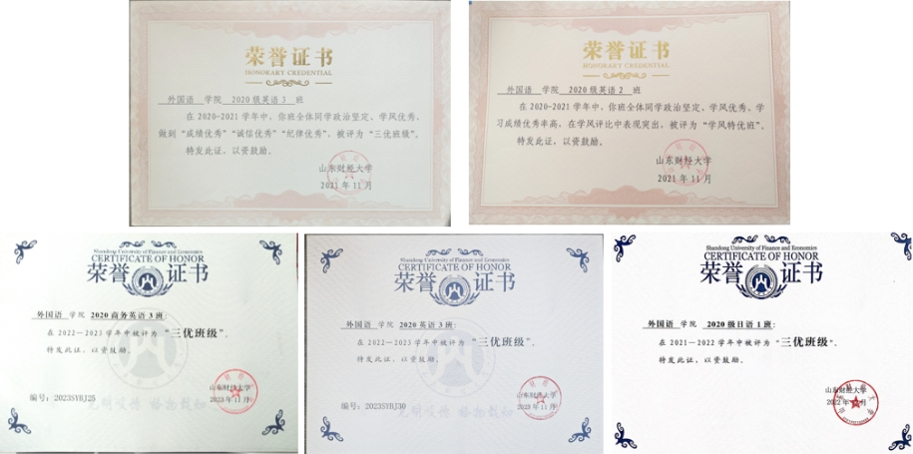 荣誉证书
HONORARY CREDENTIAL
外国语 学院 2020级英语3 班
在2020-2021学年中，你班全体同学政治坚定，学风优秀，
做到“成绩优秀”“诚信优秀”“纪律优秀”，被评为“三优班级”。
特发此证，以资鼓励。
山东财经大学
2021年11月
荣誉证书
HONORARY CREDENTIAL
外国语 学院 2020级英语2 班
在2020-2021学年中，你班全体同学政治坚定，学风优秀，学
习成绩优秀率高，在学风评比中表现突出，被评为“学风特优班”。
特发此证，以资鼓励。
山东财经大学
2021年11月
Shandong University of Finance and Economics
CERTIFICATE OF HONOR
荣誉证书
外国语 学院 2020商务英语3班：
在2022—2023学年中被评为“三优班级”，
特发此证，以资鼓励。
山东财经大学
编号：2023SYBJ25
2023年11月
Shandong University of Finance and Economics
CERTIFICATE OF HONOR
荣誉证书
外国语 学院 2020英语3班：
在2022—2023学年中被评为“三优班级”，
特发此证，以资鼓励。
山东财经大学
编号：2023SYBJ30
2023年11月
Shandong University of Finance and Economics
CERTIFICATE OF HONOR
荣誉证书
外国语 学院 2020级日语1班：
在2021—2022学年中被评为“三优班级”，
特发此证，以资鼓励。
山东财经大学